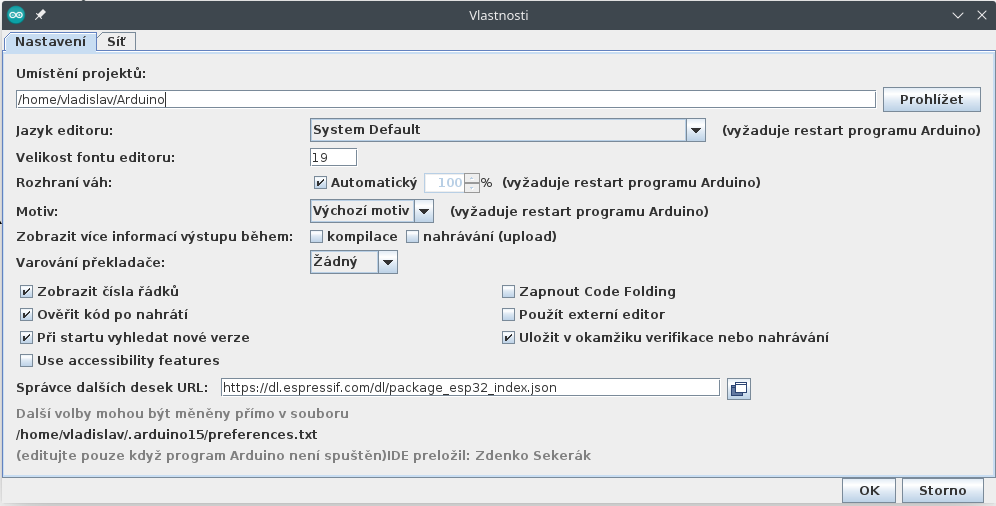 Vlastnosti
Nastavení Síť
Umístění projektů:
/home/vladislav/Arduino Prohlížet
Jazyk editoru: System Default (vyžaduje restart programu Arduino)
Velikost fontu editoru: 19
Rozhraní váh: Automatický 100 % (vyžaduje restart programu Arduino)
Motiv: Výchozí motiv (vyžaduje restart programu Arduino)
Zobrazit více informací výstupu během: kompilace nahrávání (upload)
Varování překladače: Žádný
Zobrazit čísla řádků Zapnout Code Folding
Ověřit kód po nahrátí Použít externí editor
Při startu vyhledat nové verze Uložit v okamžiku verifikace nebo nahrávání
Use accessibility features
Správce dalších desek URL: https://dl.espressif.com/dl/package_esp32_index.json
Další volby mohou být měněny přímo v souboru
/home/vladislav/.arduino15/preferences.txt
(editujte pouze když program Arduino není spuštěn)IDE preložil: Zdenko Sekerák
OK Storno